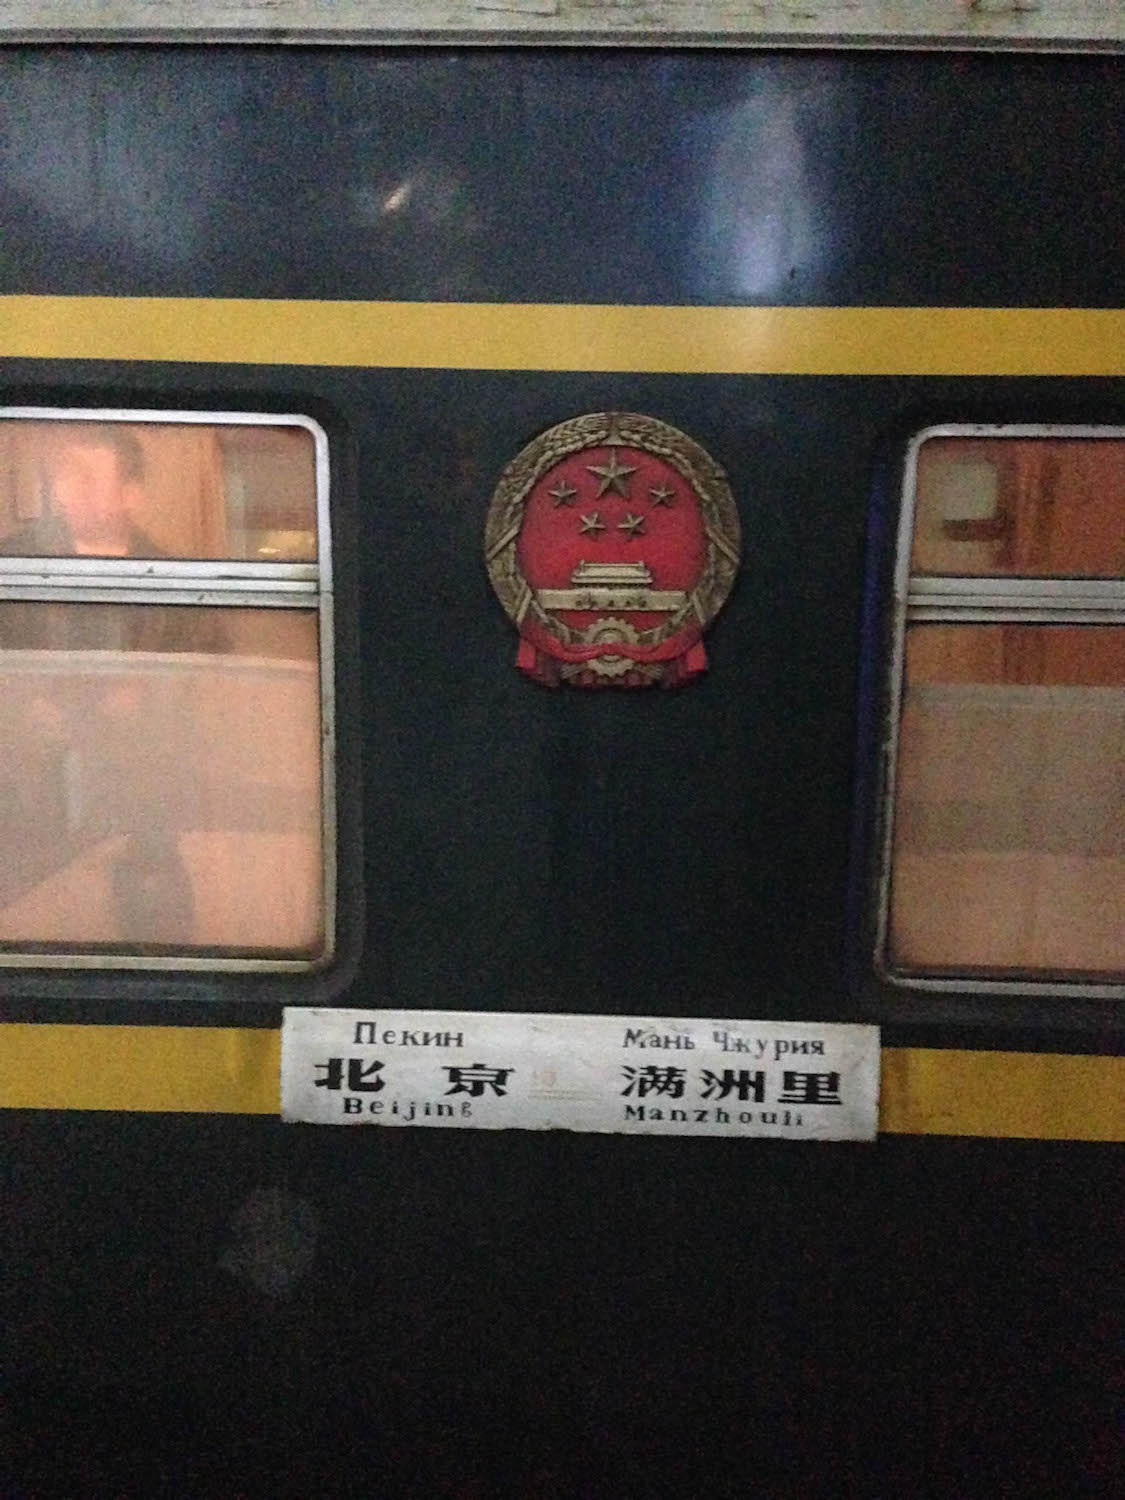 Пекин Мань Чжурия
北京 满洲里
Beijing Manzhouli